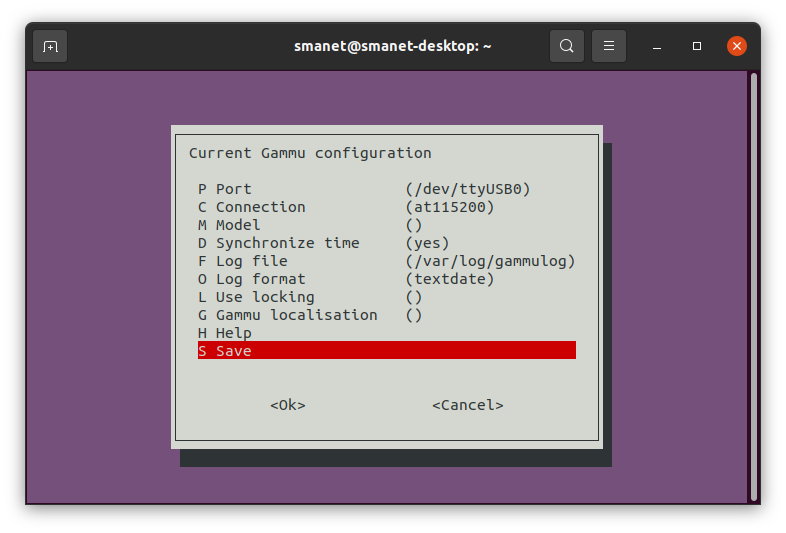 smanet@smanet-desktop: ~
Current Gammu configuration
P Port (/dev/ttyUSB0)
C Connection (at115200)
M Model ()
D Synchronize time (yes)
F Log file (/var/log/gammulog)
O Log format (textdate)
L Use locking ()
G Gammu localisation ()
H Help
S Save
<Ok> <Cancel>